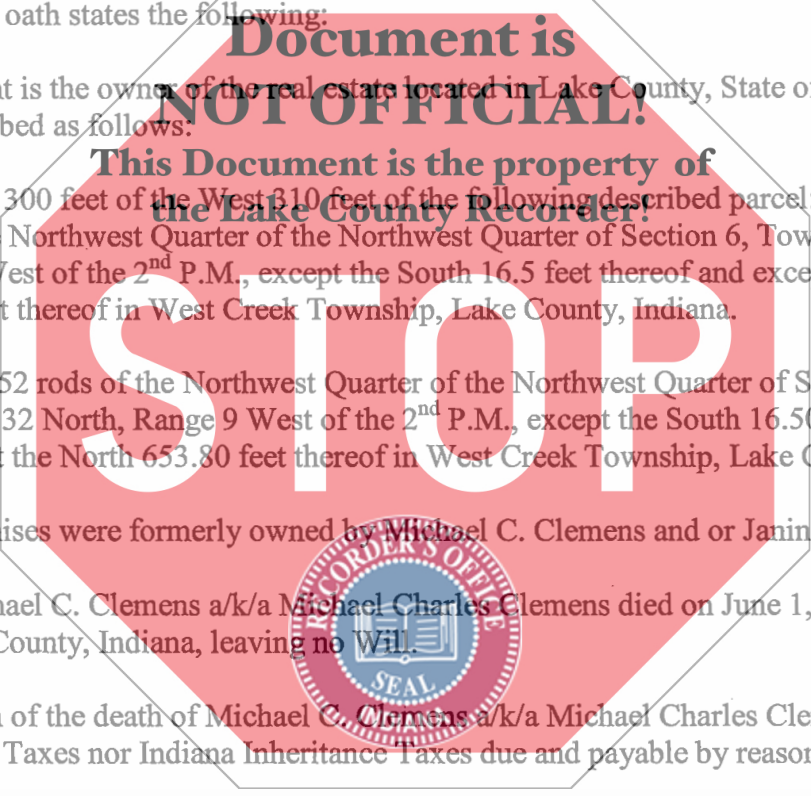 oath states the following:
Document is
t is the owner of the real estate located in Lake County, State o
NOT OFFICIAL!
bed as follows:
This Document is the property of
300 feet of the West 310 feet of the following described parcel
the Lake County Recorder!
Northwest Quarter of the Northwest Quarter of Section 6, Tow
est of the 2nd P.M., except the South 16.5 feet thereof and exce
t thereof in West Creek Township, Lake County, Indiana.
STOP
52 rods of the Northwest Quarter of the Northwest Quarter of S
32 North, Range 9 West of the 2nd P.M., except the South 16.50
t the North 653.80 feet thereof in West Creek Township, Lake C
ises were formerly owned by Michael C. Clemens and or Janin
RECORDER'S OFFICE
ael C. Clemens a/k/a Michael Charles Clemens died on June 1,
County, Indiana, leaving no Will.
SEAL
INDIANA
of the death of Michael C. Clemens a/k/a Michael Charles Cle
Taxes nor Indiana Inheritance Taxes due and payable by reason